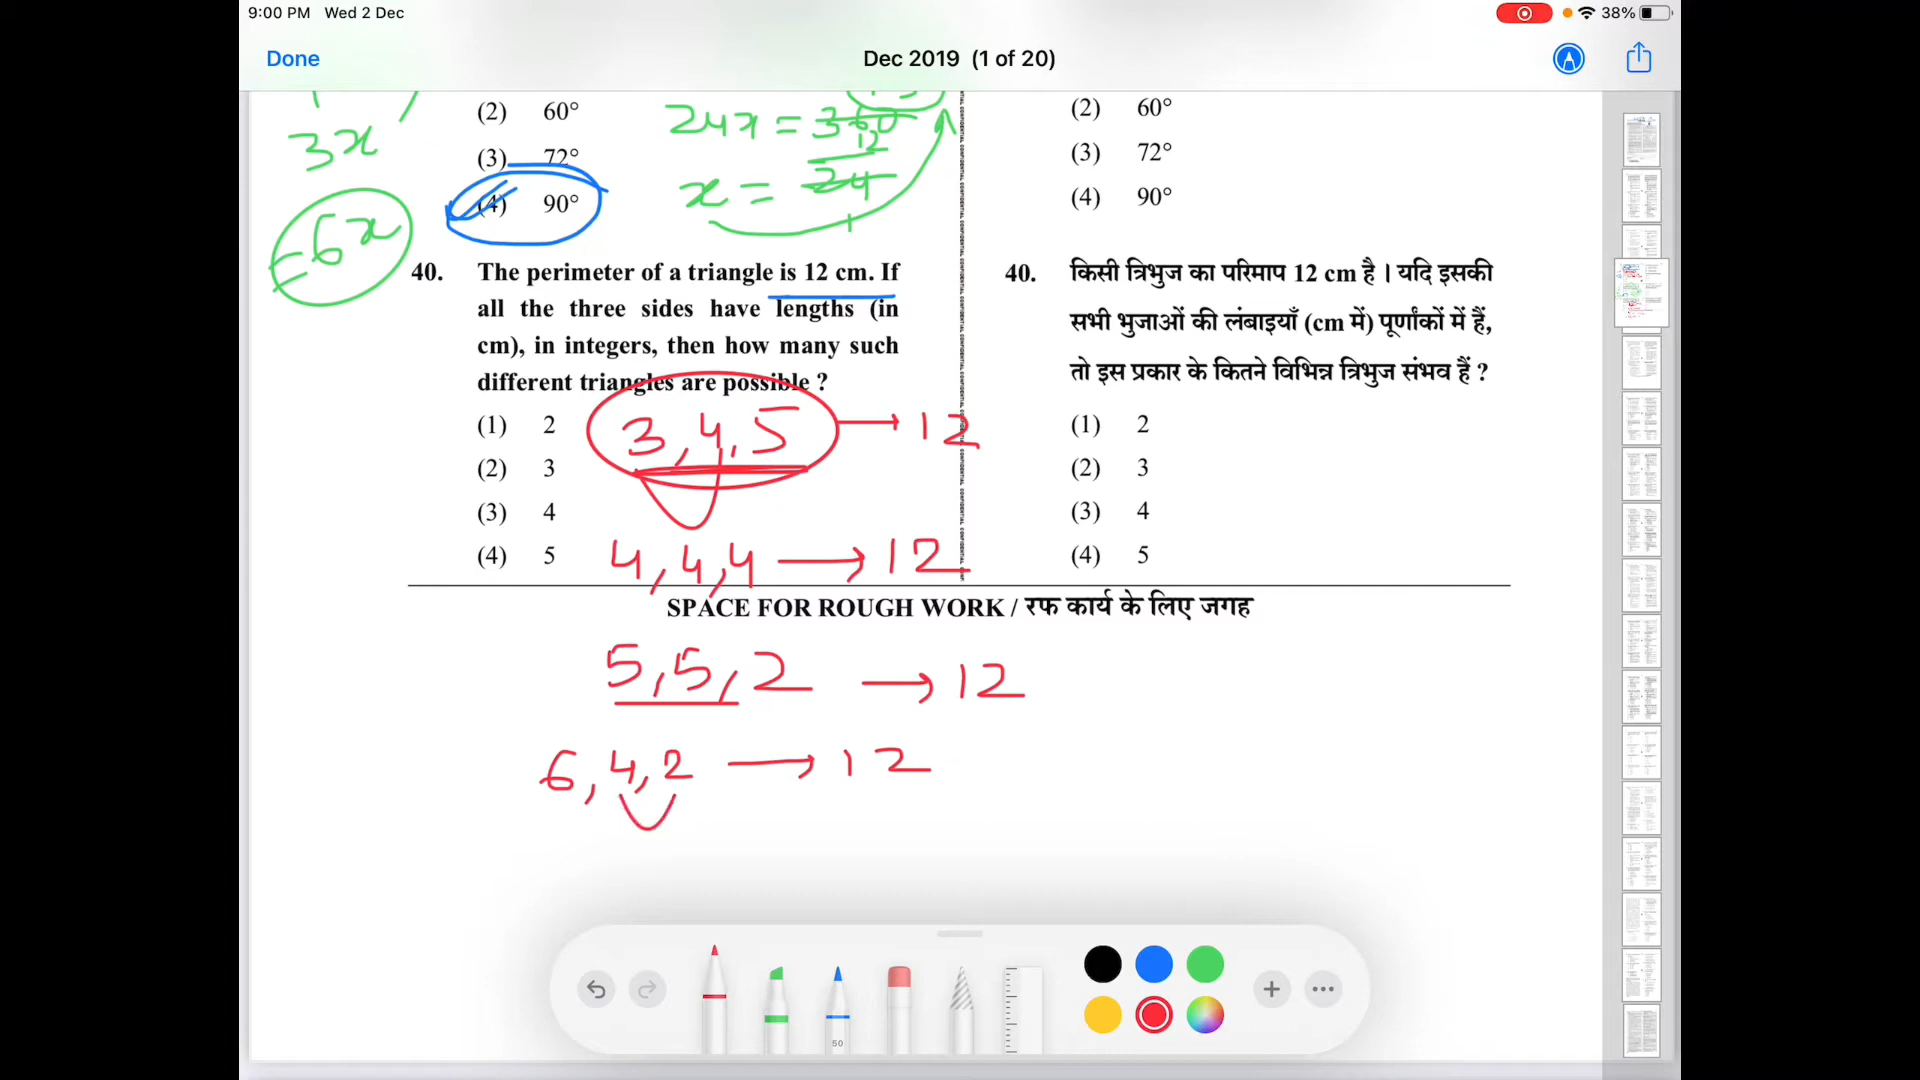 9:00 PM Wed 2 Dec
38%
Done
Dec 2019 (1 of 20)
3x
= 6x
(2) 60°
(3) 72°
(4) 90°
24x = 360
12
x = 24
1
40. The perimeter of a triangle is 12 cm. If
all the three sides have lengths (in
cm), in integers, then how many such
different triangles are possible ?
(1) 2
(2) 3
(3) 4
(4) 5
3, 4, 5 → 12
4, 4, 4 → 12
(2) 60°
(3) 72°
(4) 90°
40. किसी त्रिभुज का परिमाप 12 cm है । यदि इसकी
सभी भुजाओं की लंबाइयाँ (cm में) पूर्णांकों में हैं,
तो इस प्रकार के कितने विभिन्न त्रिभुज संभव हैं ?
(1) 2
(2) 3
(3) 4
(4) 5
SPACE FOR ROUGH WORK / रफ कार्य के लिए जगह
5, 5, 2 → 12
6, 4, 2 → 12
50